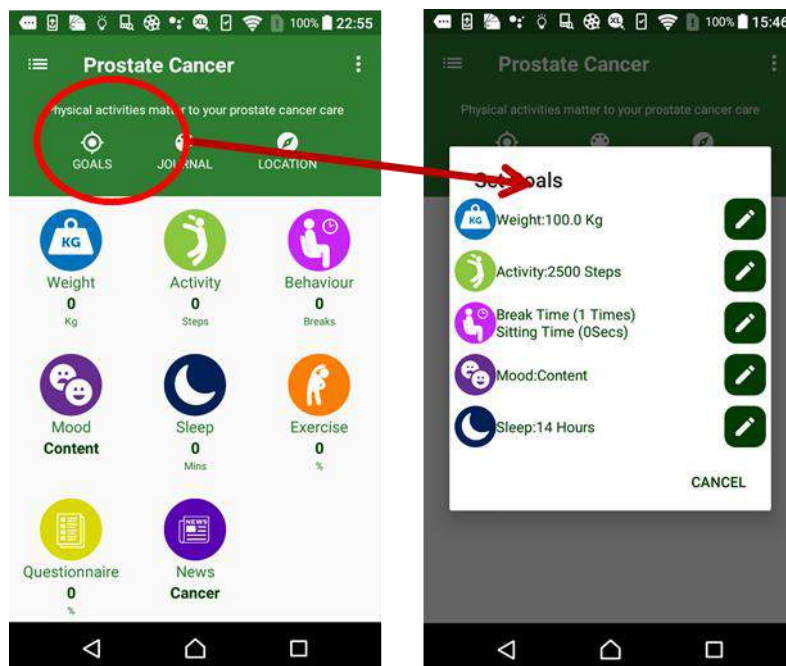 100% 22:55
Prostate Cancer
Physical activities matter to your prostate cancer care
GOALS JOURNAL LOCATION
KG
Weight Activity Behaviour
0 0 0
Kg Steps Breaks
Mood Sleep Exercise
Content 0 0
Mins %
NEWS
Questionnaire News
0 Cancer
%
100% 15:46
Prostate Cancer
Physical activities matter to your prostate cancer care
Set Goals
KG Weight:100.0 Kg
Activity:2500 Steps
Break Time (1 Times)
Sitting Time (0Secs)
Mood:Content
Sleep:14 Hours
CANCEL